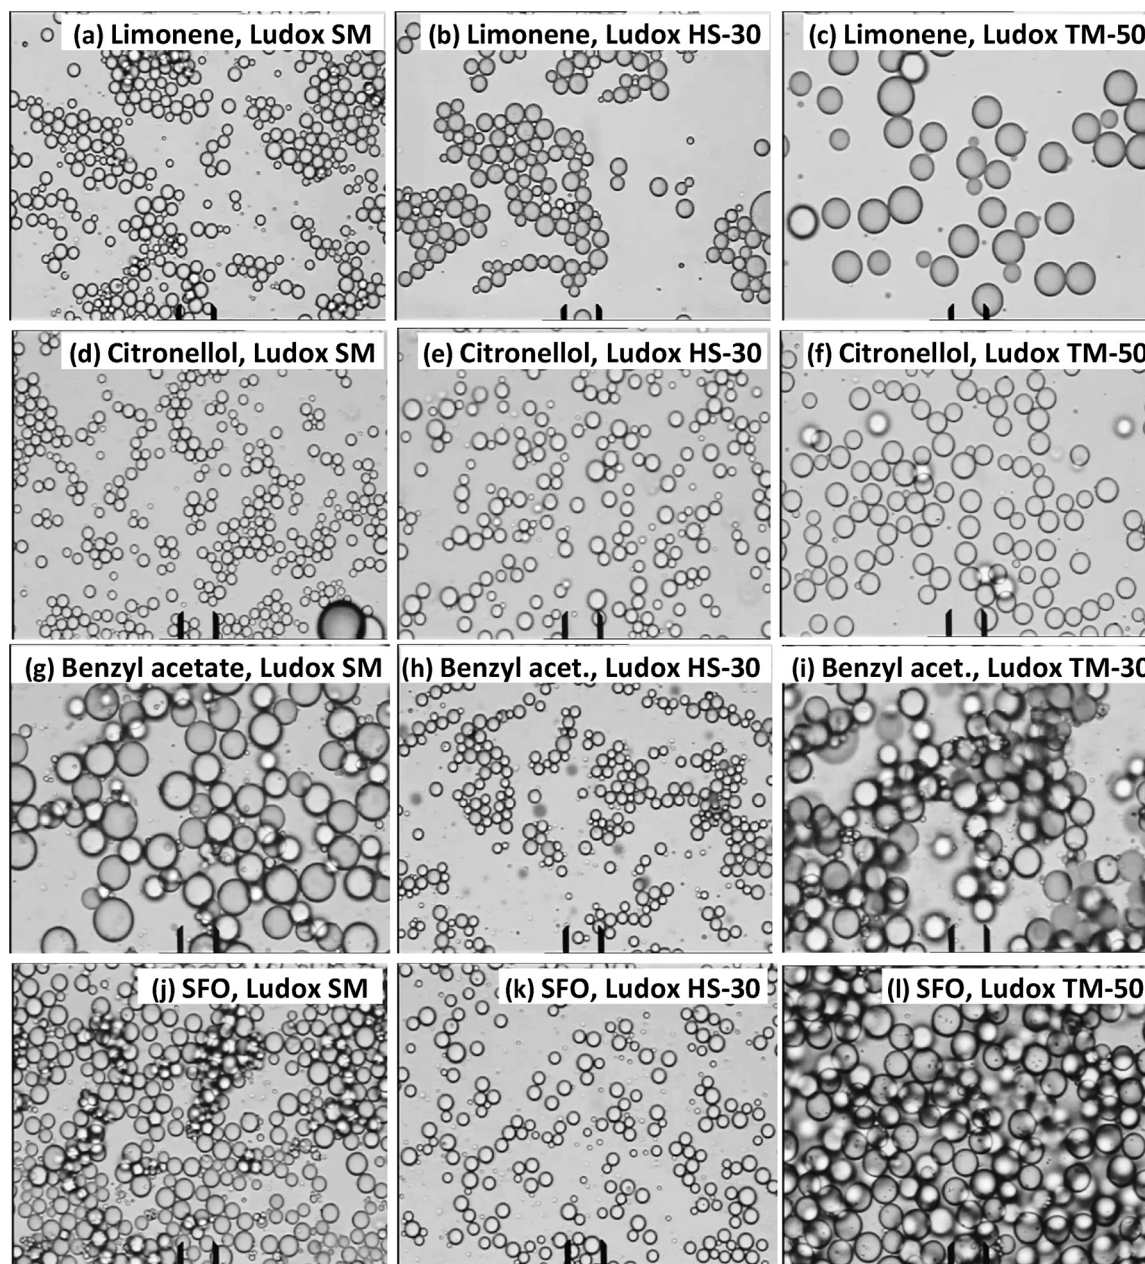 (a) Limonene, Ludox SM
(b) Limonene, Ludox HS-30
(c) Limonene, Ludox TM-50
(d) Citronellol, Ludox SM
(e) Citronellol, Ludox HS-30
(f) Citronellol, Ludox TM-50
(g) Benzyl acetate, Ludox SM
(h) Benzyl acet., Ludox HS-30
(i) Benzyl acet., Ludox TM-30
(j) SFO, Ludox SM
(k) SFO, Ludox HS-30
(l) SFO, Ludox TM-50